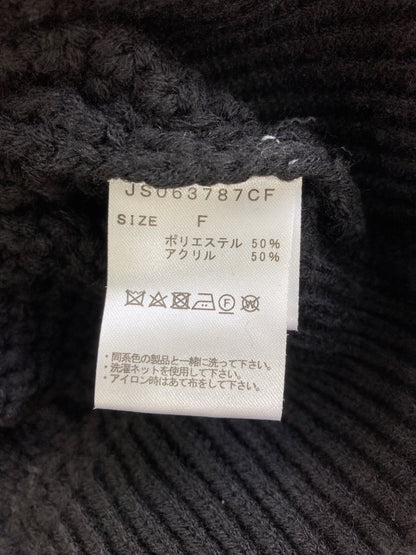 JS063787CF
SIZE F
ポリエステル 50%
アクリル 50%
・同系色の製品と一緒に洗って下さい。
・洗濯ネットを使用して下さい。
・アイロン時はあて布をして下さい。